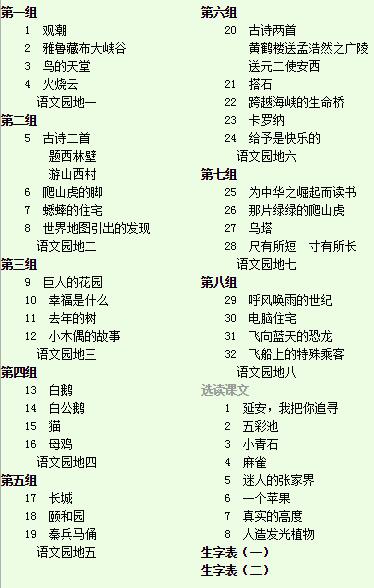 第一组
1 观潮
2 雅鲁藏布大峡谷
3 鸟的天堂
4 火烧云
语文园地一
第二组
5 古诗二首
题西林壁
游山西村
6 爬山虎的脚
7 蟋蟀的住宅
8 世界地图引出的发现
语文园地二
第三组
9 巨人的花园
10 幸福是什么
11 去年的树
12 小木偶的故事
语文园地三
第四组
13 白鹅
14 白公鹅
15 猫
16 母鸡
语文园地四
第五组
17 长城
18 颐和园
19 秦兵马俑
语文园地五
第六组
20 古诗两首
黄鹤楼送孟浩然之广陵
送元二使安西
21 搭石
22 跨越海峡的生命桥
23 卡罗纳
24 给予是快乐的
语文园地六
第七组
25 为中华之崛起而读书
26 那片绿绿的爬山虎
27 乌塔
28 尺有所短 寸有所长
语文园地七
第八组
29 呼风唤雨的世纪
30 电脑住宅
31 飞向蓝天的恐龙
32 飞船上的特殊乘客
语文园地八
选读课文
1 延安,我把你追寻
2 五彩池
3 小青石
4 麻雀
5 迷人的张家界
6 一个苹果
7 真实的高度
8 人造发光植物
生字表(一)
生字表(二)